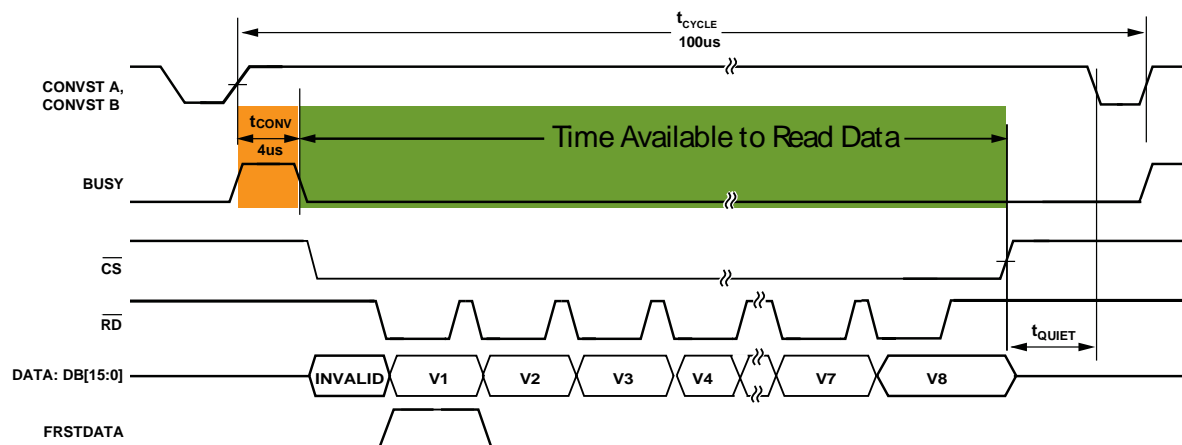 tCYCLE
100us
CONVST A,
CONVST B
tCONV
4us
Time Available to Read Data
BUSY
CS
RD
tQUIET
DATA: DB[15:0]
INVALID V1 V2 V3 V4 V7 V8
FRSTDATA